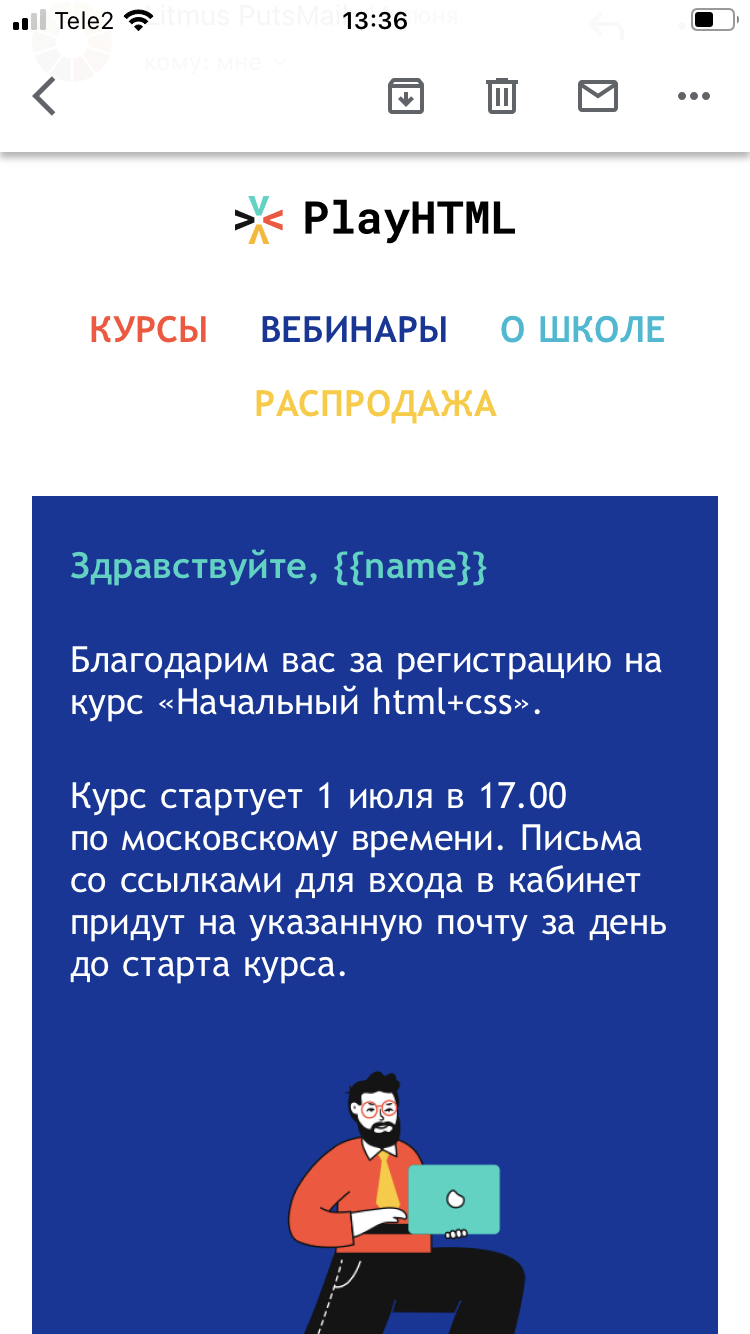 Tele2
13:36
Litmus PutsMail
кому: мне
PlayHTML
КУРСЫ ВЕБИНАРЫ О ШКОЛЕ
РАСПРОДАЖА
Здравствуйте, {{name}}
Благодарим вас за регистрацию на
курс «Начальный html+css».
Курс стартует 1 июля в 17.00
по московскому времени. Письма
со ссылками для входа в кабинет
придут на указанную почту за день
до старта курса.